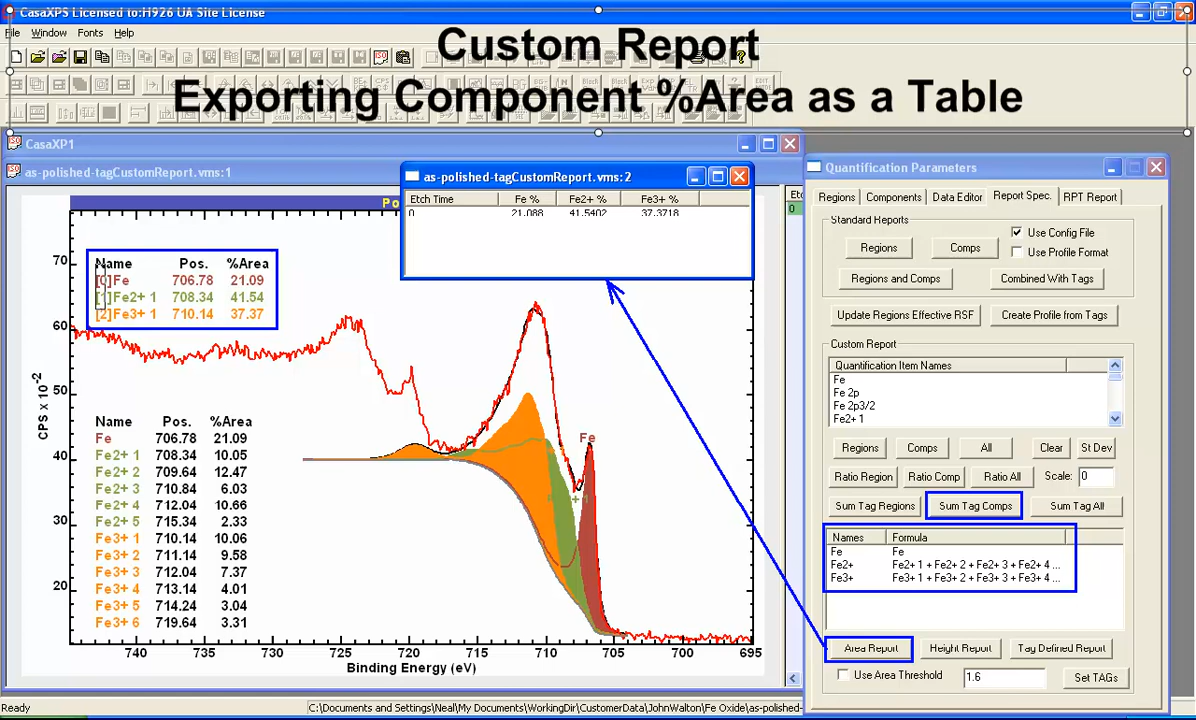 CasaXPS Licensed to:H926 UA Site License
File Window Fonts Help
Custom Report
Exporting Component %Area as a Table
CasaXP1
as-polished-tagCustomReport.vms:1
as-polished-tagCustomReport.vms:2
Etch Time Fe % Fe2+ % Fe3+ %
0 21.088 41.5402 37.3718
Name Pos. %Area
[0]Fe 706.78 21.09
[1]Fe2+ 1 708.34 41.54
[2]Fe3+ 1 710.14 37.37
70
60
50
40
30
20
CPS x 10-2
Fe
Name Pos. %Area
Fe 706.78 21.09
Fe2+ 1 708.34 10.05
Fe2+ 2 709.64 12.47
Fe2+ 3 710.84 6.03
Fe2+ 4 712.04 10.66
Fe2+ 5 715.34 2.33
Fe3+ 1 710.14 10.06
Fe3+ 2 711.14 9.58
Fe3+ 3 712.04 7.37
Fe3+ 4 713.14 4.01
Fe3+ 5 714.24 3.04
Fe3+ 6 719.64 3.31
740 735 730 725 720 715 710 705 700 695
Binding Energy (eV)
Quantification Parameters
Regions Components Data Editor Report Spec. RPT Report
Standard Reports
Regions Comps Use Config File
Use Profile Format
Regions and Comps Combined With Tags
Update Regions Effective RSF Create Profile from Tags
Custom Report
Quantification Item Names
Fe
Fe 2p
Fe 2p3/2
Fe2+ 1
Regions Comps All Clear St Dev
Ratio Region Ratio Comp Ratio All Scale: 0
Sum Tag Regions Sum Tag Comps Sum Tag All
Names Formula
Fe Fe
Fe2+ Fe2+ 1 + Fe2+ 2 + Fe2+ 3 + Fe2+ 4 ...
Fe3+ Fe3+ 1 + Fe3+ 2 + Fe3+ 3 + Fe3+ 4 ...
Area Report Height Report Tag Defined Report
Use Area Threshold 1.6 Set TAGs
Ready C:\Documents and Settings\Neal\My Documents\WorkingDir\CustomerData\JohnWalton\Fe Oxide\as-polished-